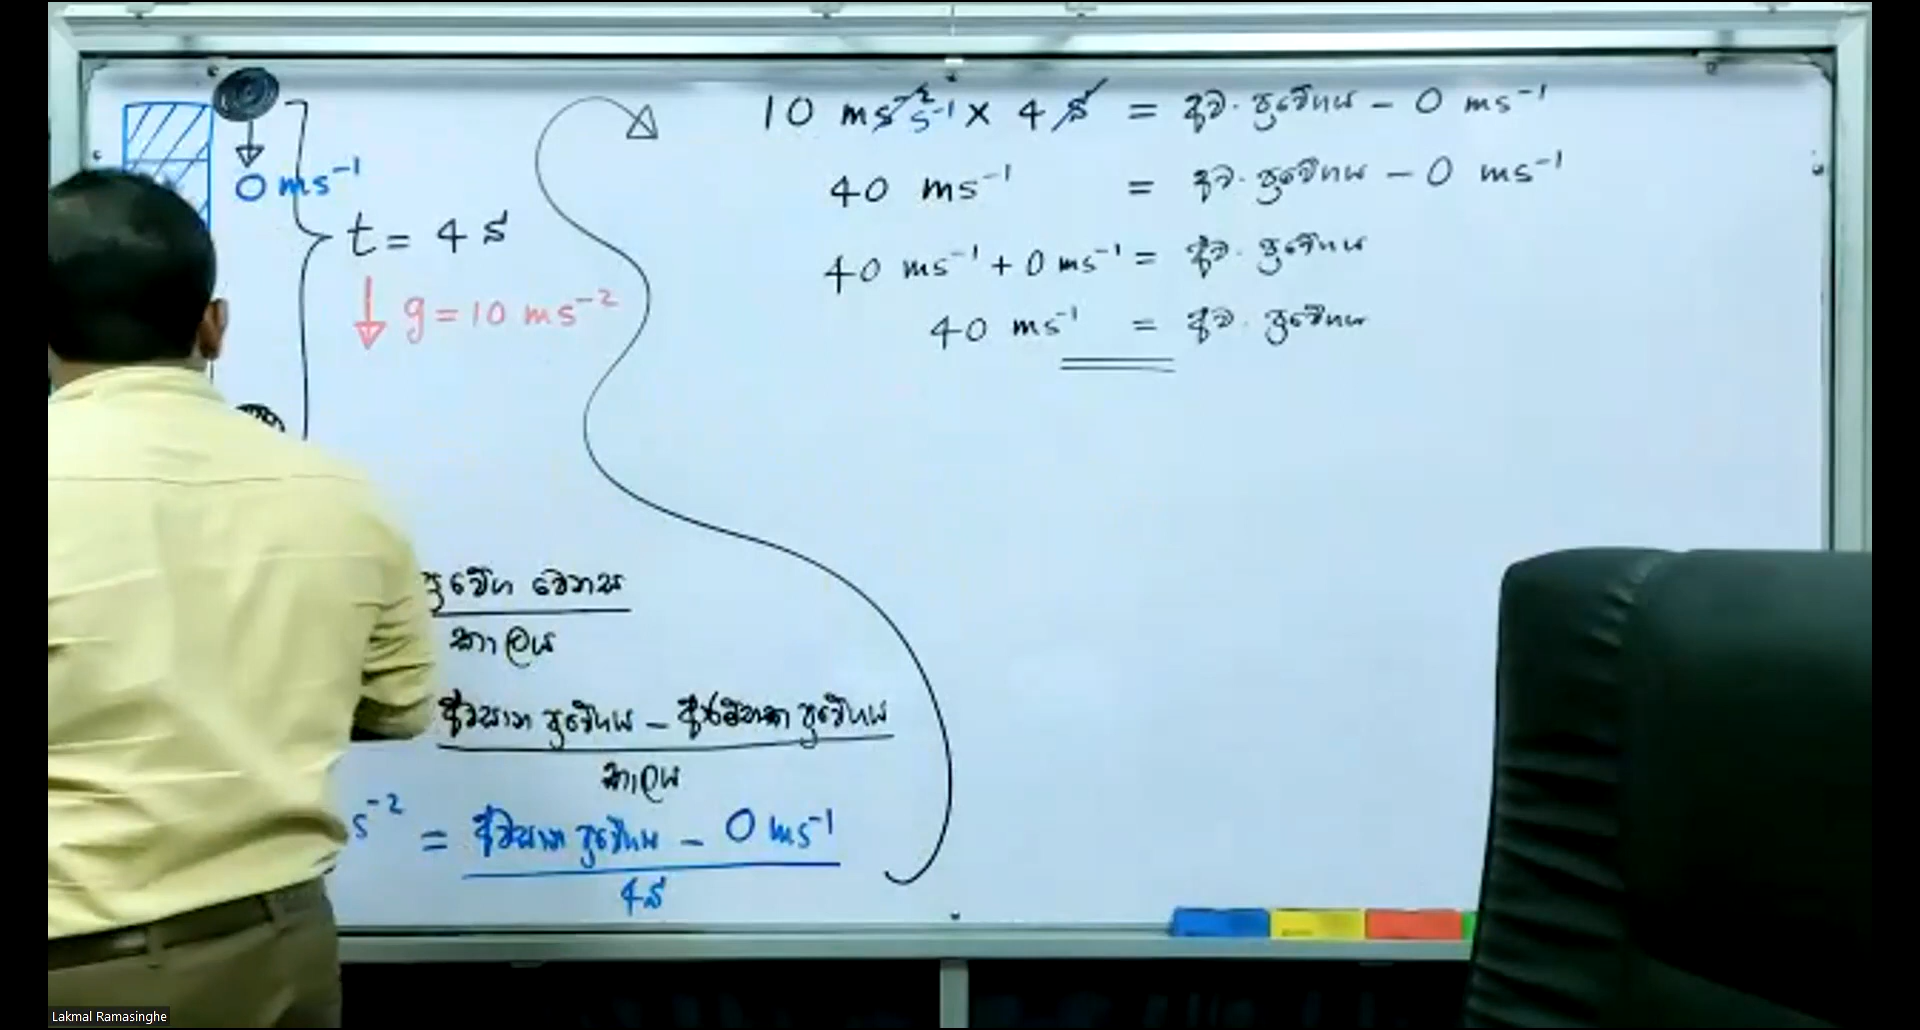 0 ms⁻¹
t = 4 s
g = 10 ms⁻²
ප්‍රවේග වෙනස
කාලය
අවසාන ප්‍රවේගය – ආරම්භක ප්‍රවේගය
කාලය
s⁻² = අවසාන ප්‍රවේගය – 0 ms⁻¹
4s
10 ms⁻² s⁻¹ × 4 s = අව. ප්‍රවේගය – 0 ms⁻¹
40 ms⁻¹ = අව. ප්‍රවේගය – 0 ms⁻¹
40 ms⁻¹ + 0 ms⁻¹ = අව. ප්‍රවේගය
40 ms⁻¹ = අව. ප්‍රවේගය
Lakmal Ramasinghe